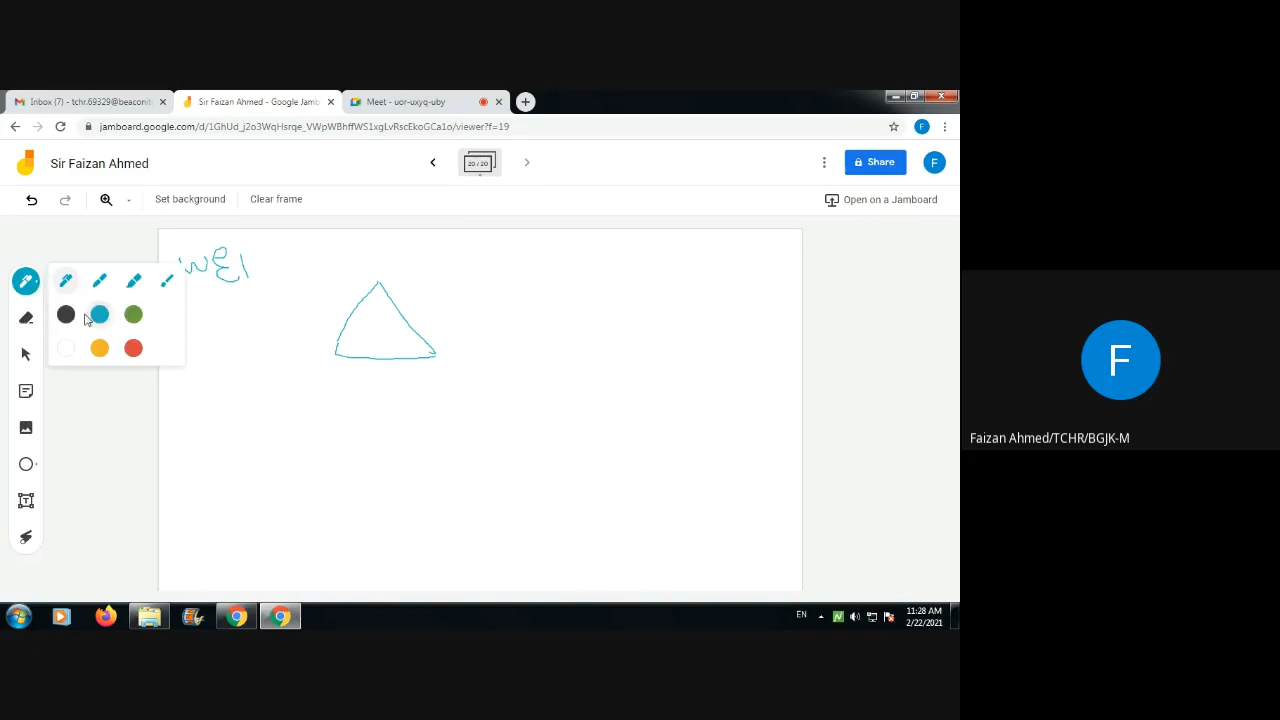 Inbox (7) - tchr.69329@beaconit
Sir Faizan Ahmed - Google Jamb
Meet - uor-uxyq-uby
jamboard.google.com/d/1GhUd_j2o3WqHsrqe_VWpWBhffWS1xgLvRscEkoGCa1o/viewer?f=19
F
Sir Faizan Ahmed
20 / 20
Share
F
Set background
Clear frame
Open on a Jamboard
F
Faizan Ahmed/TCHR/BGJK-M
EN
11:28 AM
2/22/2021